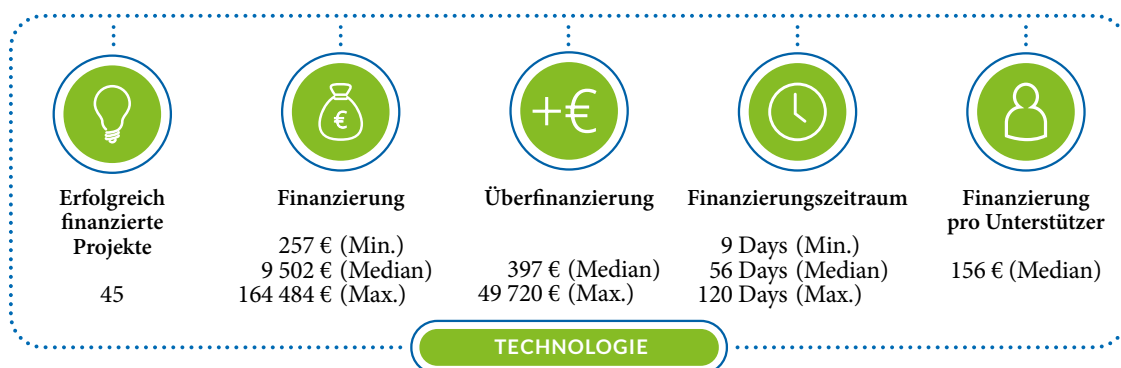 €
+€
Erfolgreich
finanzierte
Projekte
45
Finanzierung
257 € (Min.)
9 502 € (Median)
164 484 € (Max.)
Überfinanzierung
397 € (Median)
49 720 € (Max.)
Finanzierungszeitraum
9 Days (Min.)
56 Days (Median)
120 Days (Max.)
Finanzierung
pro Unterstützer
156 € (Median)
TECHNOLOGIE